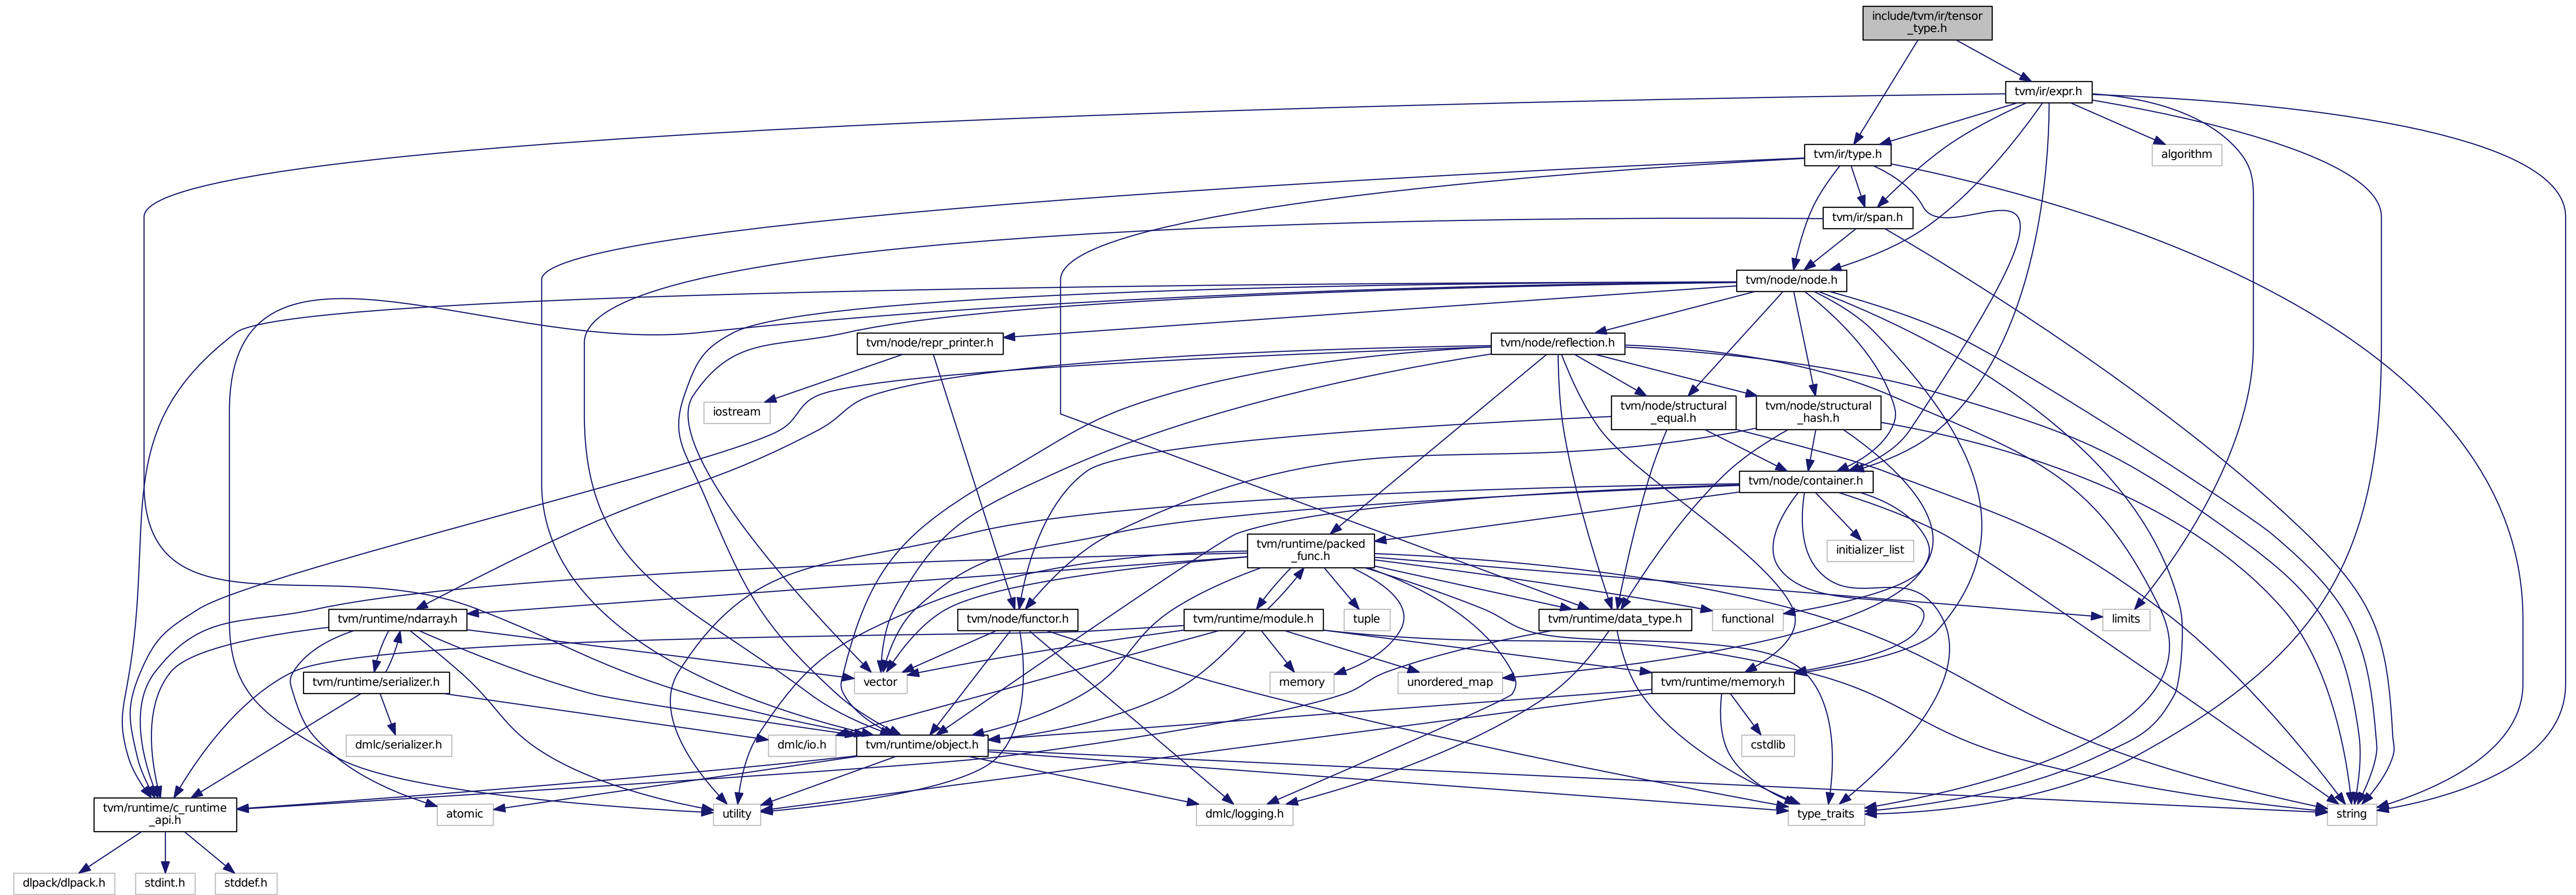 include/tvm/ir/tensor
_type.h
tvm/ir/expr.h
tvm/ir/type.h
algorithm
tvm/ir/span.h
tvm/node/node.h
tvm/node/repr_printer.h
tvm/node/reflection.h
iostream
tvm/node/structural
_equal.h
tvm/node/structural
_hash.h
tvm/node/container.h
tvm/runtime/packed
_func.h
initializer_list
tvm/runtime/ndarray.h
tvm/node/functor.h
tvm/runtime/module.h
tuple
tvm/runtime/data_type.h
functional
limits
tvm/runtime/serializer.h
vector
memory
unordered_map
tvm/runtime/memory.h
dmlc/serializer.h
dmlc/io.h
tvm/runtime/object.h
cstdlib
tvm/runtime/c_runtime
_api.h
atomic
utility
dmlc/logging.h
type_traits
string
dlpack/dlpack.h
stdint.h
stddef.h